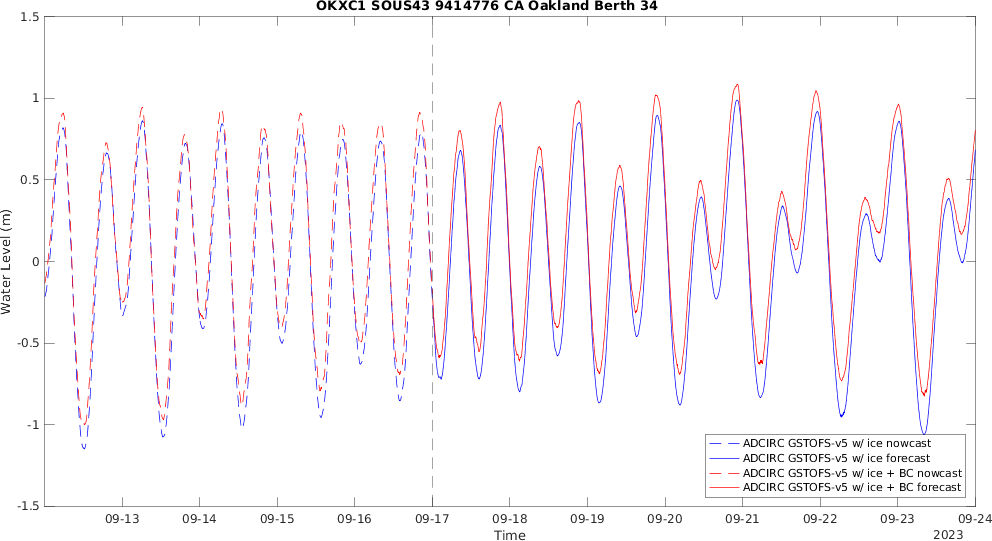 OKXC1 SOUS43 9414776 CA Oakland Berth 34
1.5
1
0.5
0
-0.5
-1
-1.5
Water Level (m)
09-13 09-14 09-15 09-16 09-17 09-18 09-19 09-20 09-21 09-22 09-23 09-24
Time
2023
ADCIRC GSTOFS-v5 w/ ice nowcast
ADCIRC GSTOFS-v5 w/ ice forecast
ADCIRC GSTOFS-v5 w/ ice + BC nowcast
ADCIRC GSTOFS-v5 w/ ice + BC forecast